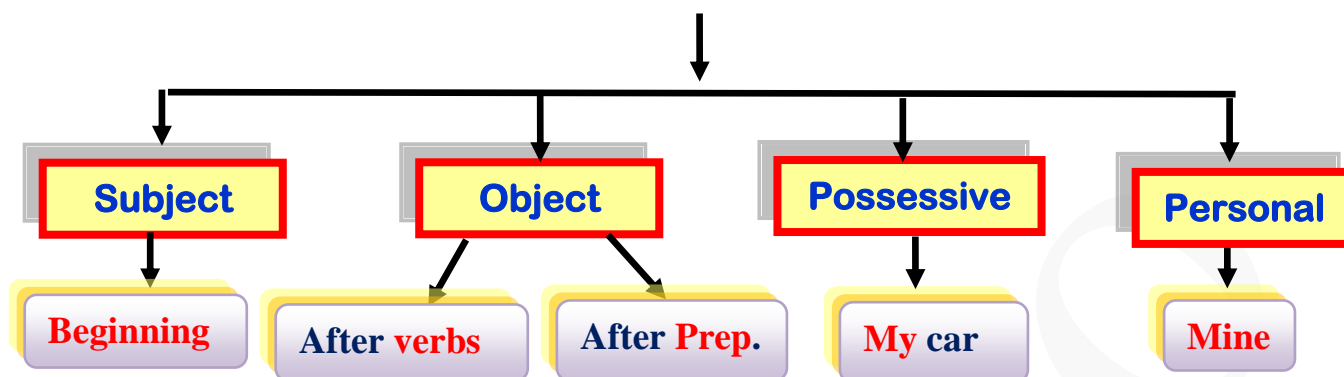 Subject
Object
Possessive
Personal
Beginning
After verbs
After Prep.
My car
Mine